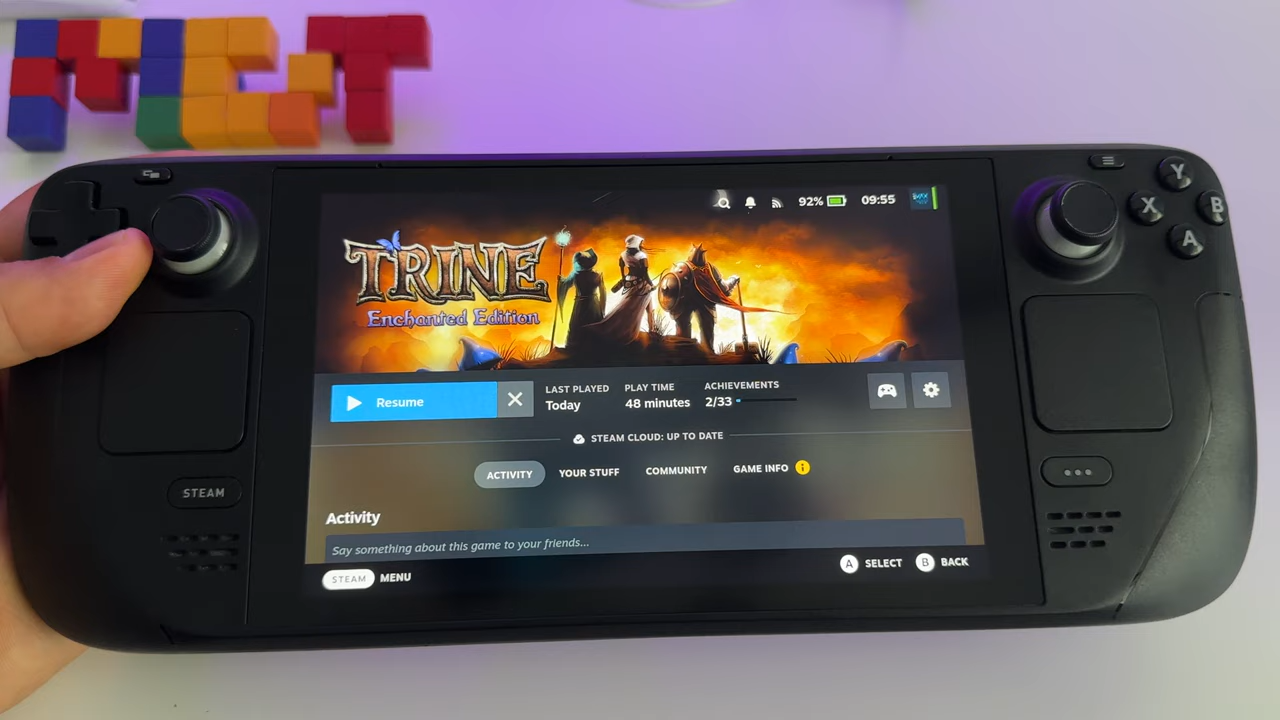 92% 09:55
TRINE
Enchanted Edition
Resume
LAST PLAYED
Today
PLAY TIME
48 minutes
ACHIEVEMENTS
2/33
STEAM CLOUD: UP TO DATE
ACTIVITY YOUR STUFF COMMUNITY GAME INFO i
Activity
Say something about this game to your friends...
STEAM MENU
A SELECT B BACK
STEAM
Y
X
B
A